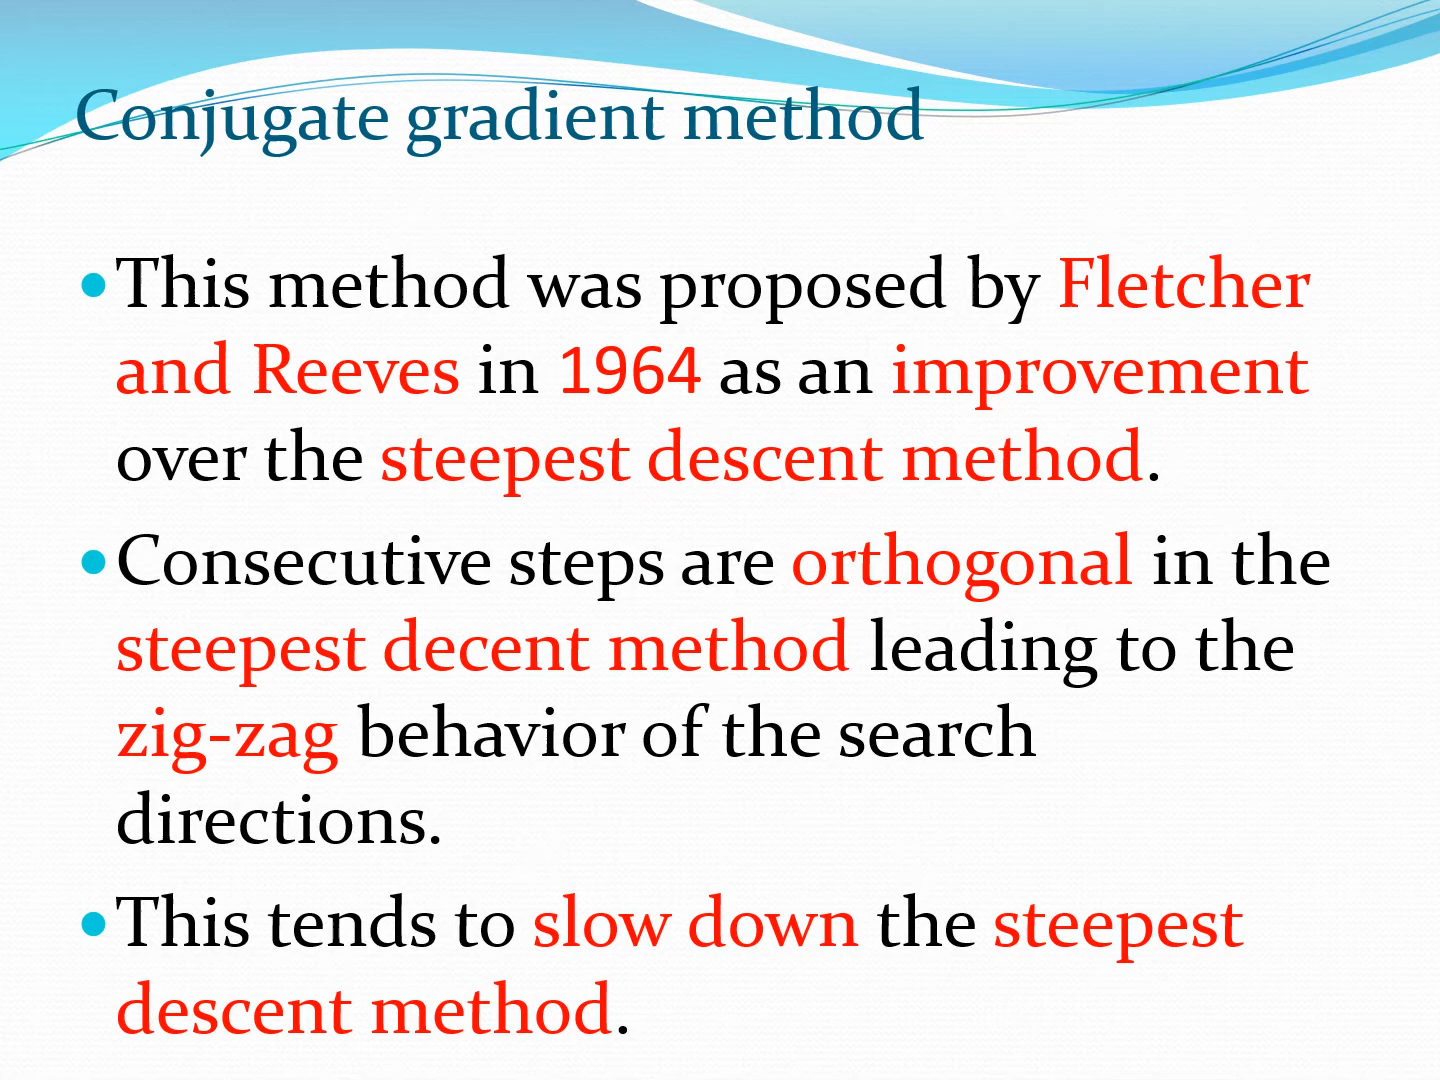 Conjugate gradient method
•This method was proposed by Fletcher
and Reeves in 1964 as an improvement
over the steepest descent method.
•Consecutive steps are orthogonal in the
steepest decent method leading to the
zig-zag behavior of the search
directions.
•This tends to slow down the steepest
descent method.